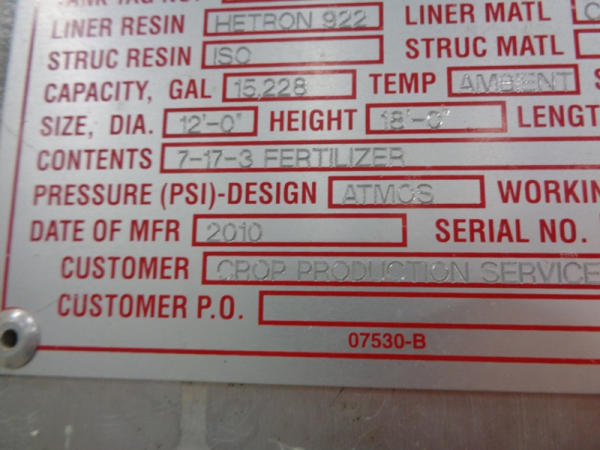 LINER RESIN HETRON 922 LINER MATL
STRUC RESIN ISO STRUC MATL
CAPACITY, GAL 15,228 TEMP AMBIENT
SIZE, DIA. 12'-0" HEIGHT 18'-0" LENGT
CONTENTS 7-17-3 FERTILIZER
PRESSURE (PSI)-DESIGN ATMOS WORKIN
DATE OF MFR 2010 SERIAL NO.
CUSTOMER CROP PRODUCTION SERVICE
CUSTOMER P.O.
07530-B